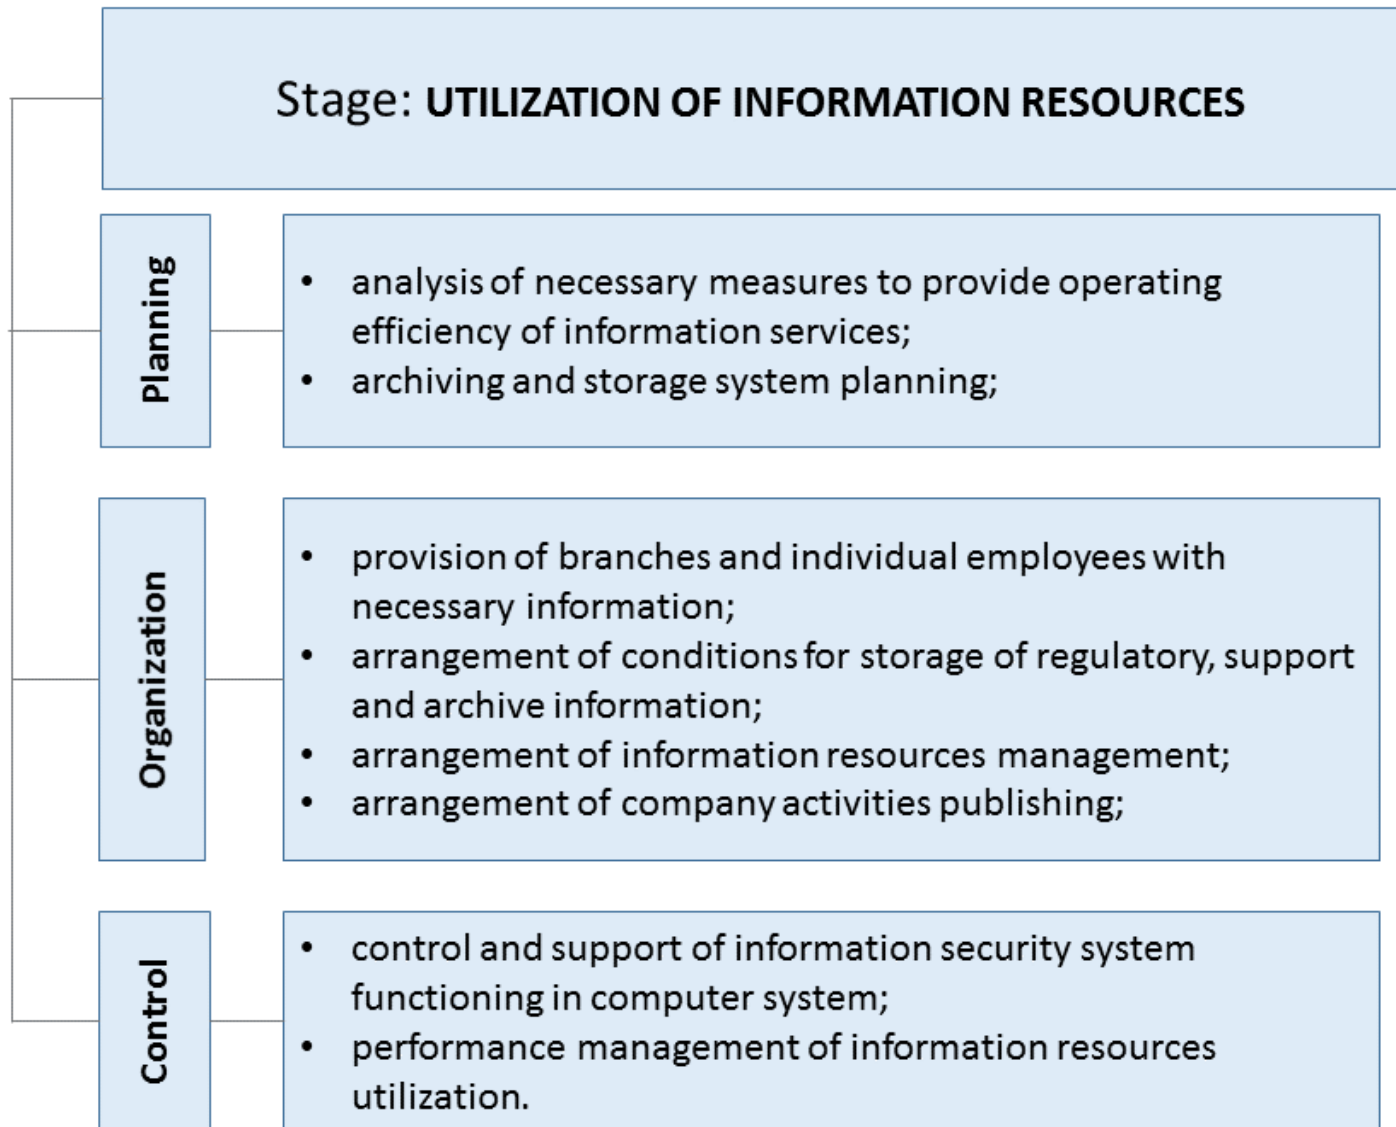 Stage: UTILIZATION OF INFORMATION RESOURCES
Planning
• analysis of necessary measures to provide operating
efficiency of information services;
• archiving and storage system planning;
Organization
• provision of branches and individual employees with
necessary information;
• arrangement of conditions for storage of regulatory, support
and archive information;
• arrangement of information resources management;
• arrangement of company activities publishing;
Control
• control and support of information security system
functioning in computer system;
• performance management of information resources
utilization.